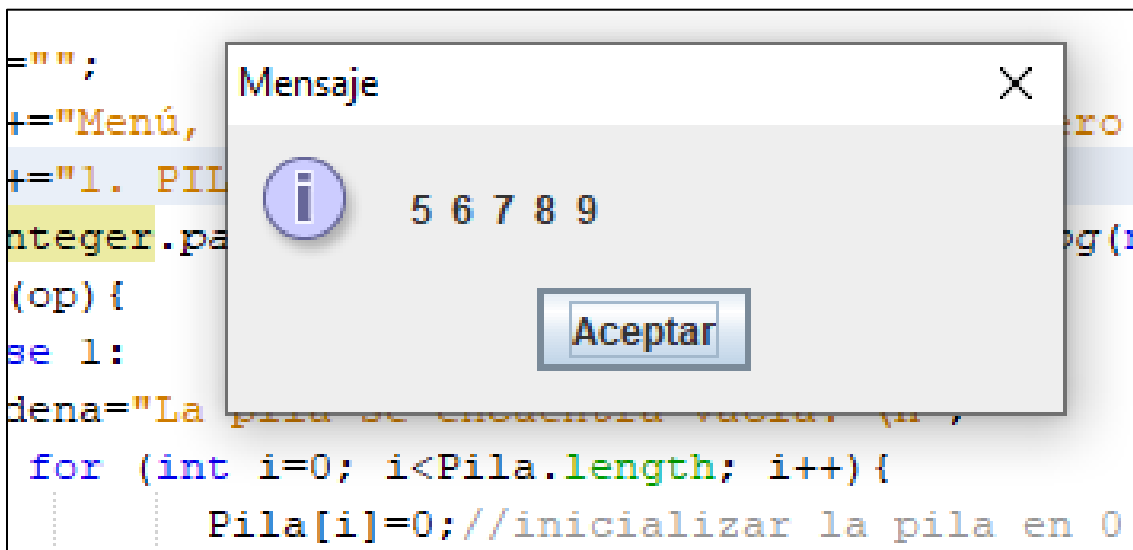 ="";
Mensaje
+="Menú, ero
+="1. PIL
5 6 7 8 9
nteger.pa og(
(op){
Aceptar
se 1:
dena="La
for (int i=0; i<Pila.length; i++){
Pila[i]=0;//inicializar la pila en 0